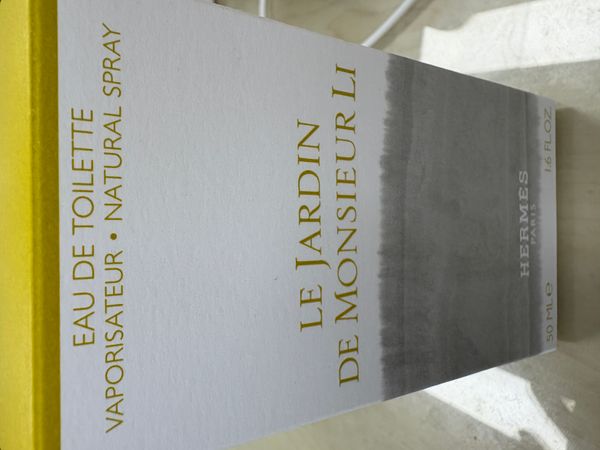 EAU DE TOILETTE
VAPORISATEUR • NATURAL SPRAY
LE JARDIN
DE MONSIEUR LI
HERMÈS
PARIS
50 ML e 1.6 FL OZ